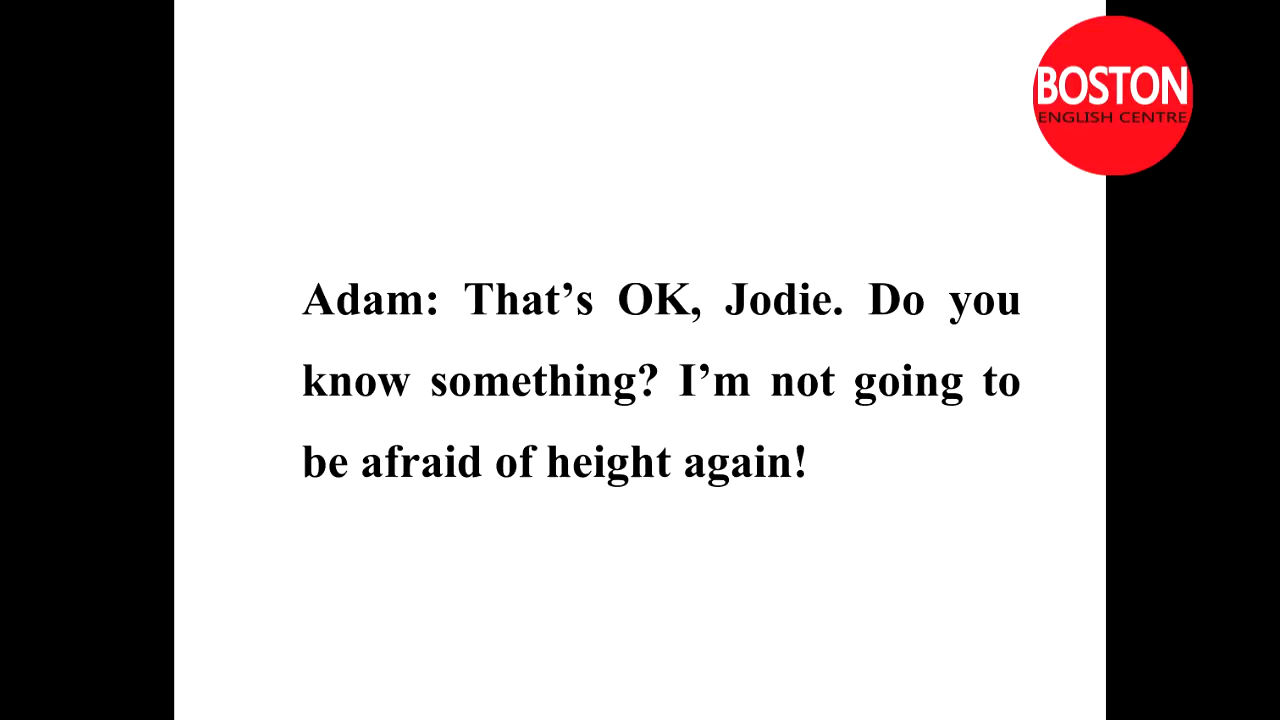 BOSTON
ENGLISH CENTRE
Adam: That’s OK, Jodie. Do you
know something? I’m not going to
be afraid of height again!